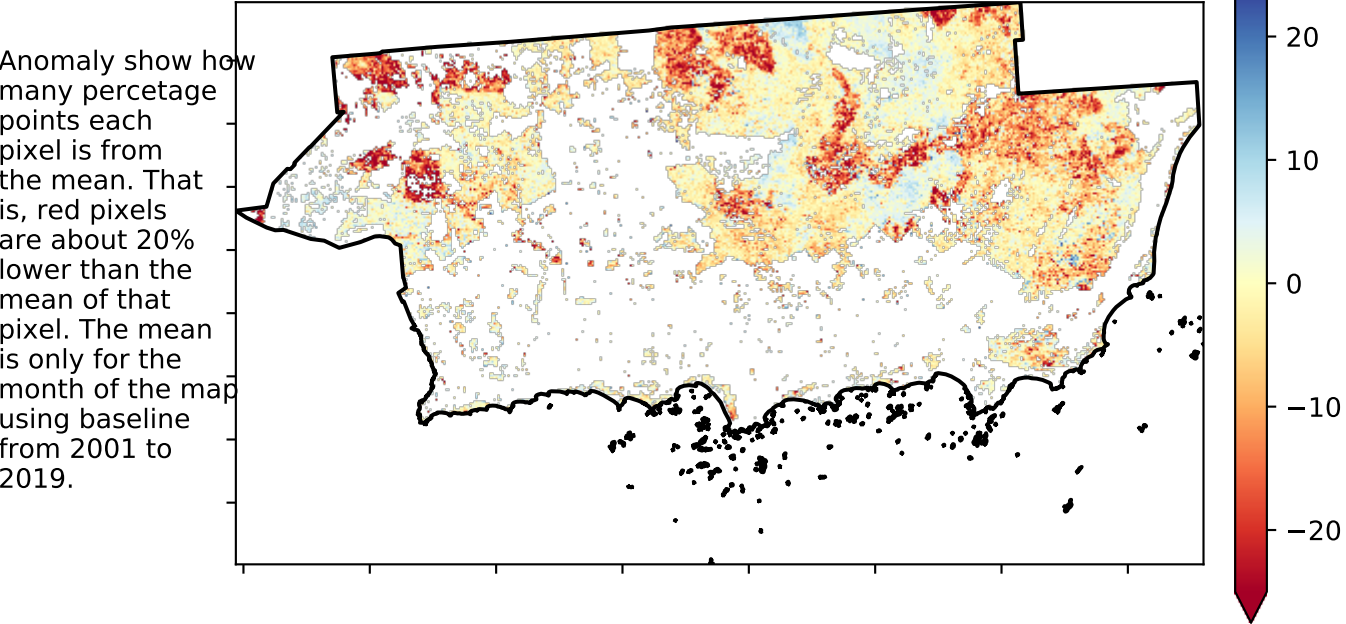 Anomaly show how
many percetage
points each
pixel is from
the mean. That
is, red pixels
are about 20%
lower than the
mean of that
pixel. The mean
is only for the
month of the map
using baseline
from 2001 to
2019.
20
10
0
−10
−20